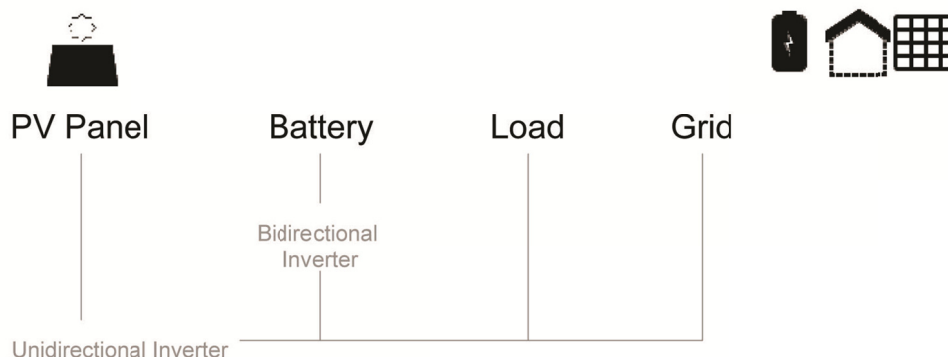 PV Panel Battery Load Grid
Bidirectional
Inverter
Unidirectional Inverter